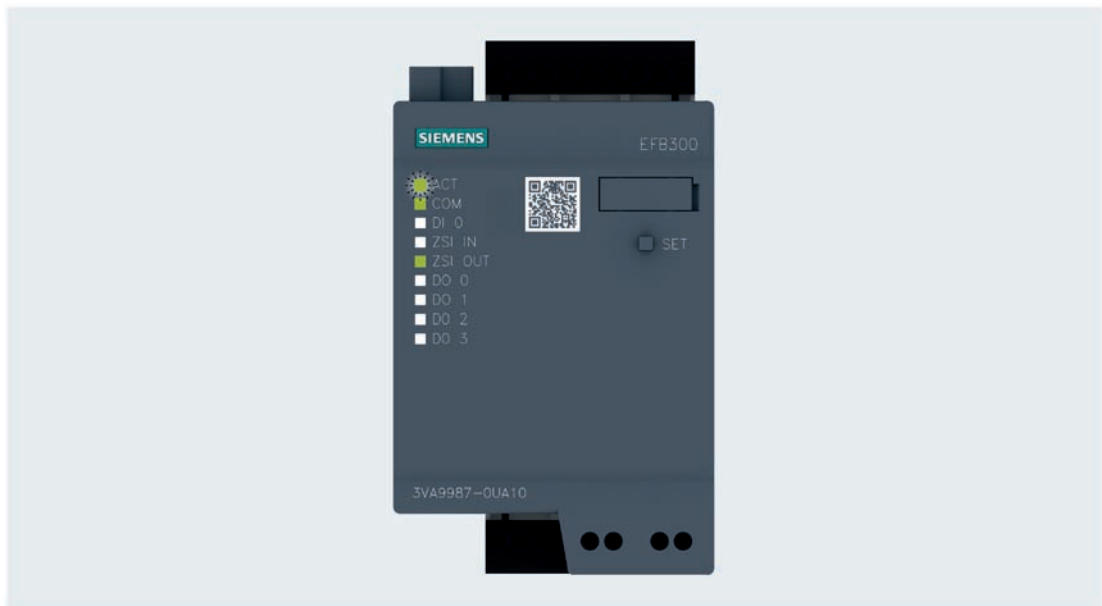 SIEMENS
EFB300
ACT
COM
DI 0
ZSI IN
ZSI OUT
DO 0
DO 1
DO 2
DO 3
SET
3VA9987-0UA10